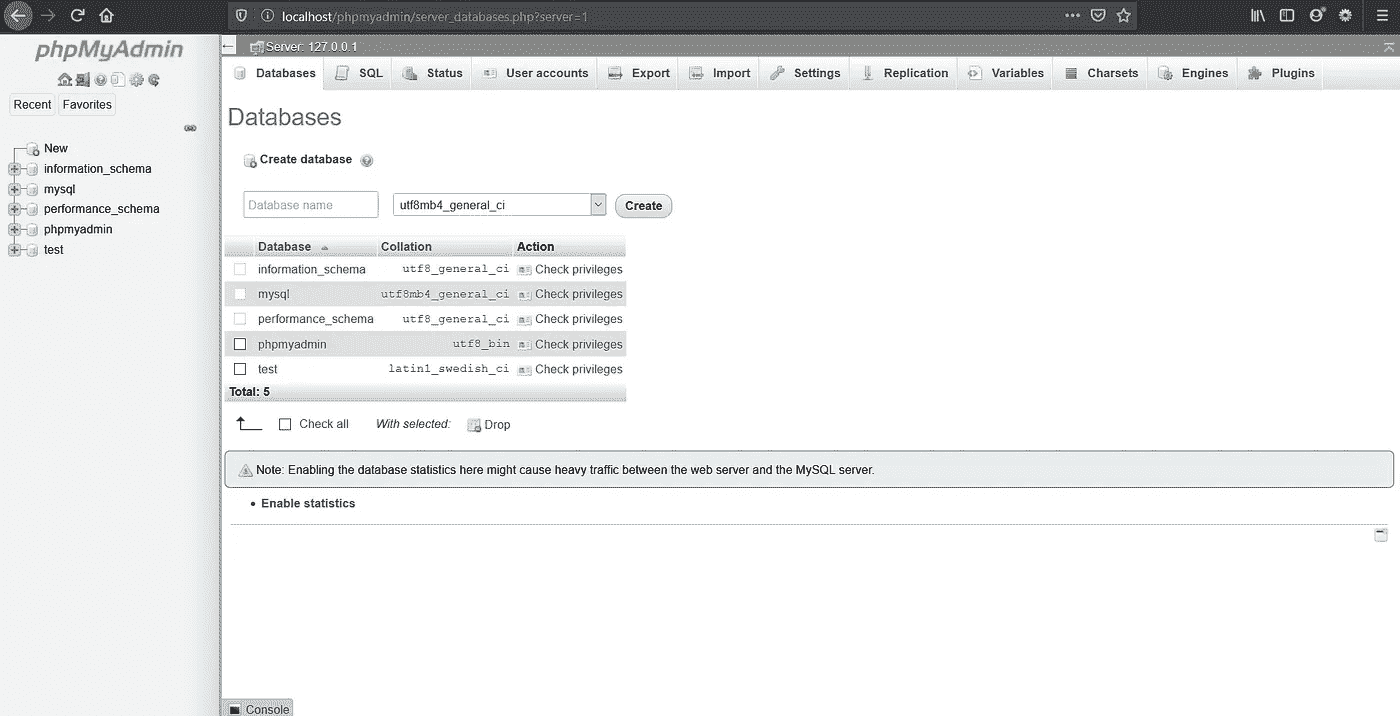 localhost/phpmyadmin/server_databases.php?server=1
phpMyAdmin
Recent Favorites
New
information_schema
mysql
performance_schema
phpmyadmin
test
Server: 127.0.0.1
Databases SQL Status User accounts Export Import Settings Replication Variables Charsets Engines Plugins
Databases
Create database
Database name utf8mb4_general_ci Create
Database Collation Action
information_schema utf8_general_ci Check privileges
mysql utf8mb4_general_ci Check privileges
performance_schema utf8_general_ci Check privileges
phpmyadmin utf8_bin Check privileges
test latin1_swedish_ci Check privileges
Total: 5
Check all With selected: Drop
Note: Enabling the database statistics here might cause heavy traffic between the web server and the MySQL server.
• Enable statistics
Console